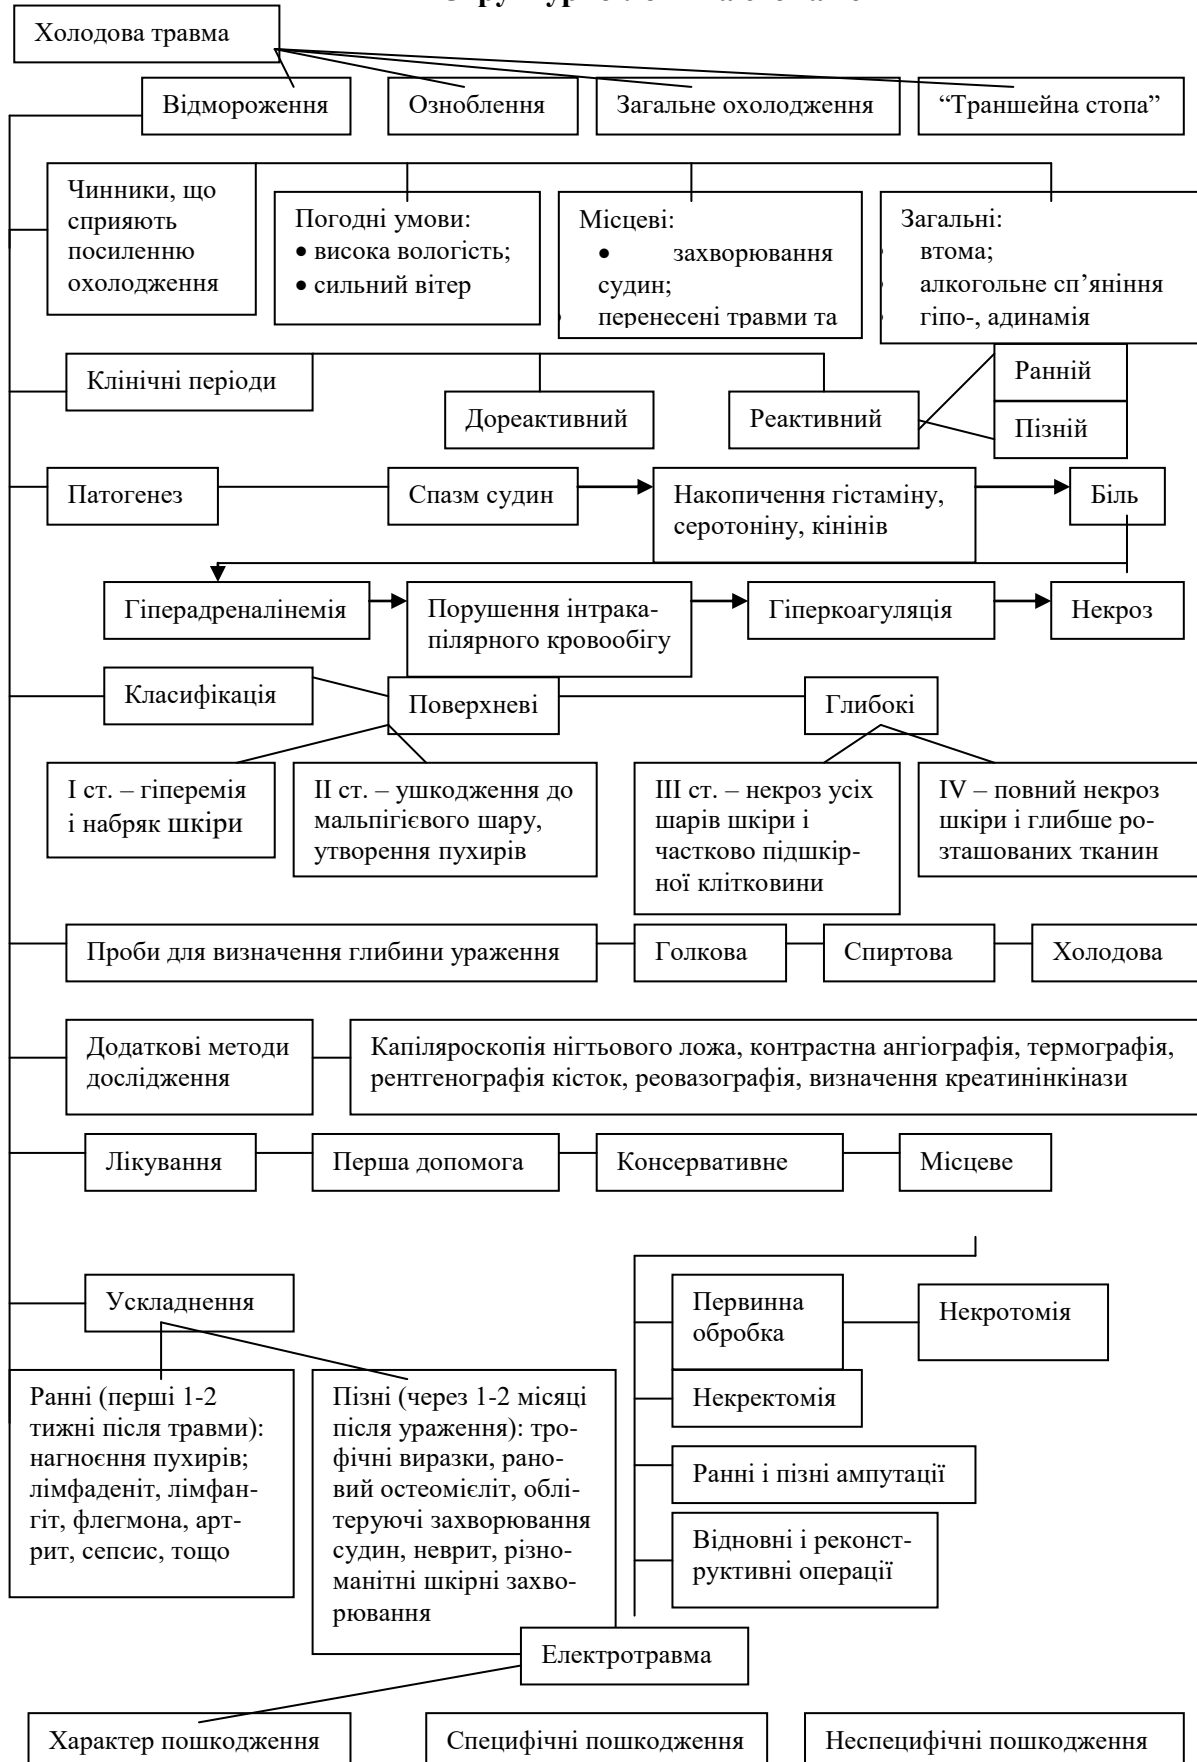 Холодова травма
Відмороження
Ознoблення
Загальне охолодження
“Траншейна стопа”
Чинники, що
сприяють
посиленню
охолодження
Погодні умови:
• висока вологість;
• сильний вітер
Місцеві:
• захворювання
судин;
перенесені травми та
Загальні:
втома;
алкогольне сп’яніння
гіпо-, адинамія
Клінічні періоди
Дореактивний
Реактивний
Ранній
Пізній
Патогенез
Спазм судин
Накопичення гістаміну,
серотоніну, кінінів
Біль
Гіперадреналінемія
Порушення інтрака-
пілярного кровообігу
Гіперкоагуляція
Некроз
Класифікація
Поверхневі
Глибокі
I ст. – гіперемія
і набряк шкіри
II ст. – ушкодження до
мальпігієвого шару,
утворення пухирів
III ст. – некроз усіх
шарів шкіри і
частково підшкір-
ної клітковини
IV – повний некроз
шкіри і глибше ро-
зташованих тканин
Проби для визначення глибини ураження
Голкова
Спиртова
Холодова
Додаткові методи
дослідження
Капіляроскопія нігтьового ложа, контрастна ангіографія, термографія,
рентгенографія кісток, реовазографія, визначення креатинінкінази
Лікування
Перша допомога
Консервативне
Місцеве
Ускладнення
Первинна
обробка
Некротомія
Некректомія
Ранні і пізні ампутації
Відновні і реконст-
руктивні операції
Ранні (перші 1-2
тижні після травми):
нагноєння пухирів;
лімфаденіт, лімфан-
гіт, флегмона, арт-
рит, сепсис, тощо
Пізні (через 1-2 місяці
після ураження): тро-
фічні виразки, рано-
вий остеомієліт, облі-
теруючі захворювання
судин, неврит, різно-
манітні шкірні захво-
рювання
Електротравма
Характер пошкодження
Специфічні пошкодження
Неспецифічні пошкодження